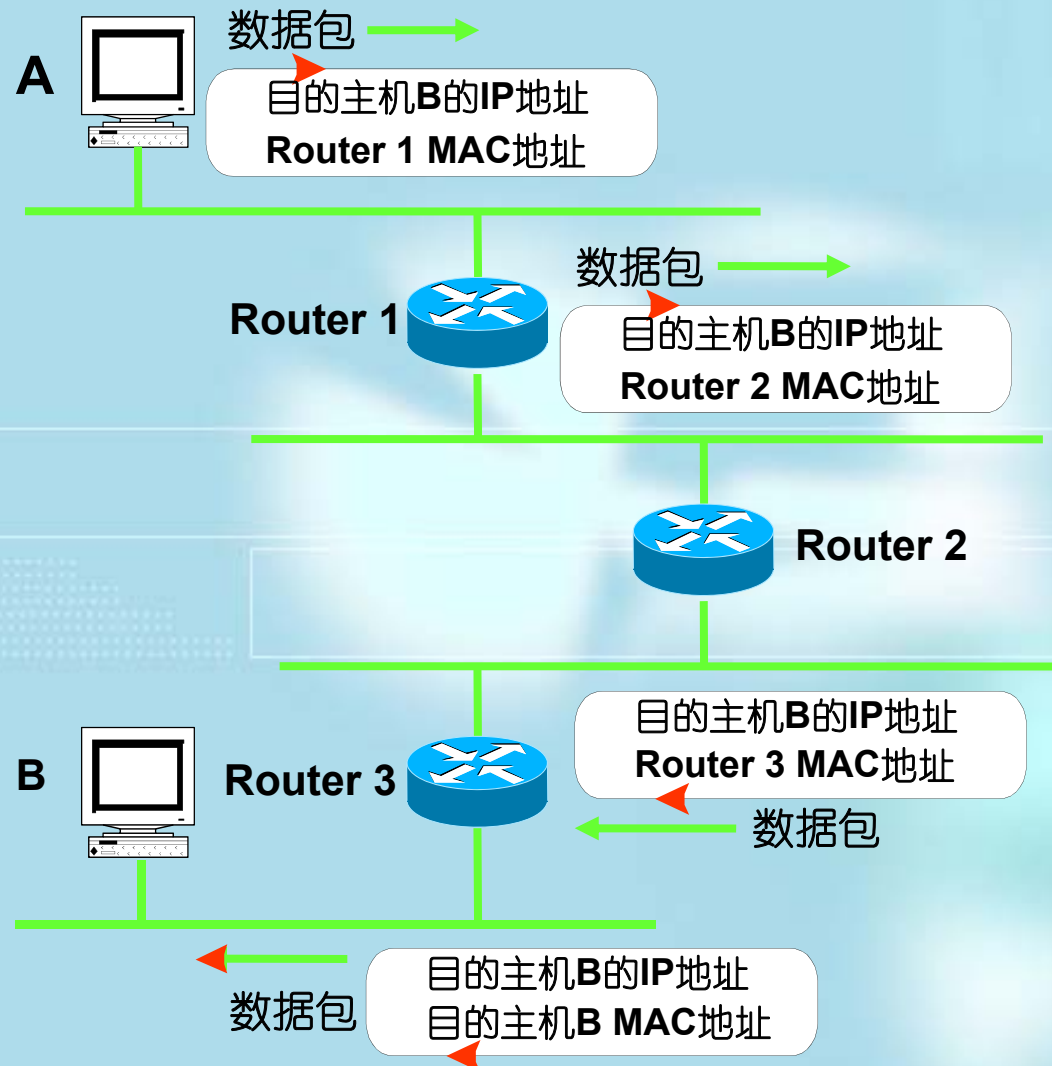 数据包
A
目的主机B的IP地址
Router 1 MAC地址
数据包
Router 1
目的主机B的IP地址
Router 2 MAC地址
Router 2
目的主机B的IP地址
Router 3 MAC地址
B
Router 3
数据包
目的主机B的IP地址
数据包
目的主机B MAC地址